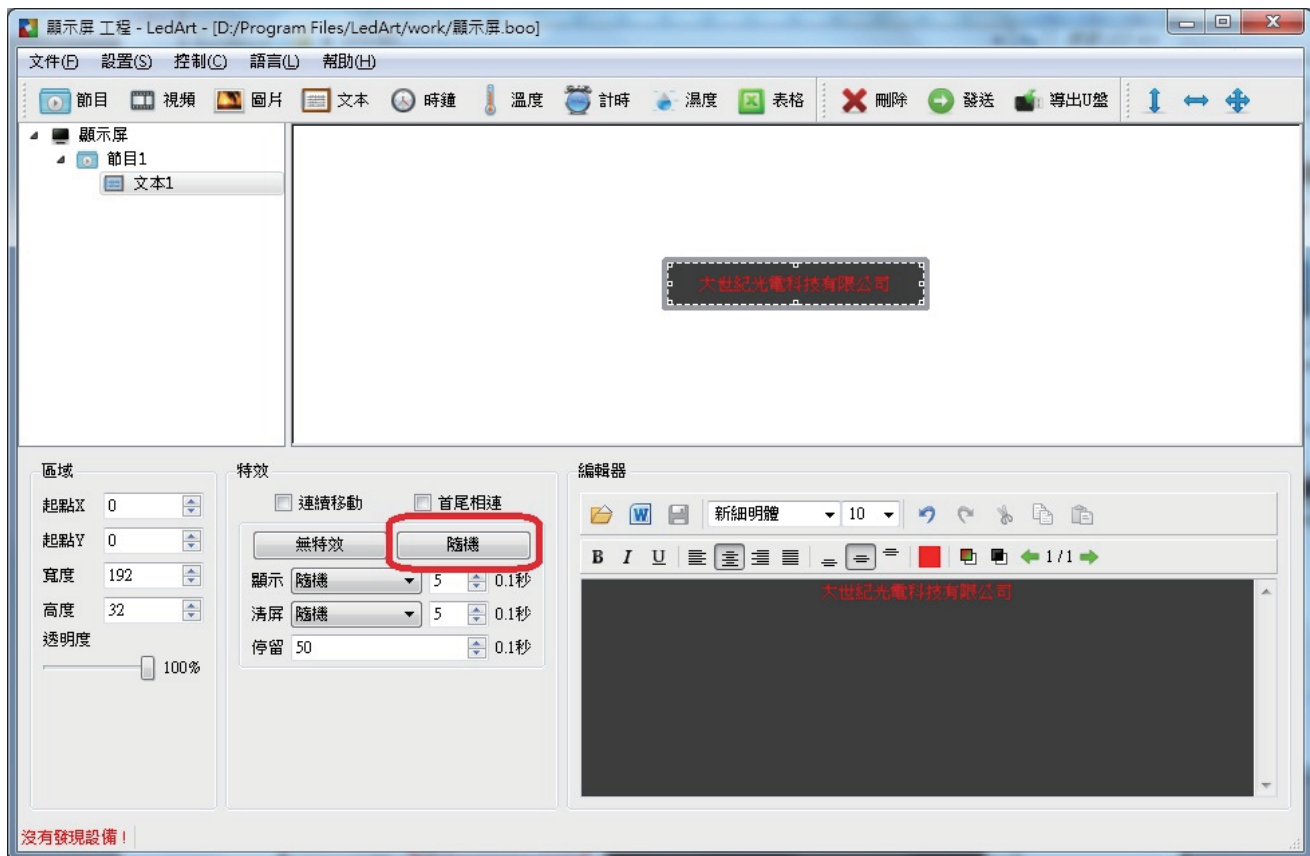 顯示屏 工程 - LedArt - [D:/Program Files/LedArt/work/顯示屏.boo]
文件(F) 設置(S) 控制(C) 語言(L) 幫助(H)
節目 視頻 圖片 文本 時鐘 溫度 計時 濕度 表格 刪除 發送 導出U盤
顯示屏
節目1
文本1
大世紀光電科技有限公司
區域
起點X 0
起點Y 0
寬度 192
高度 32
透明度
100%
特效
連續移動 首尾相連
無特效 隨機
顯示 隨機 5 0.1秒
清屏 隨機 5 0.1秒
停留 50 0.1秒
編輯器
W 新細明體 10
B I U 1/1
大世紀光電科技有限公司
沒有發現設備！